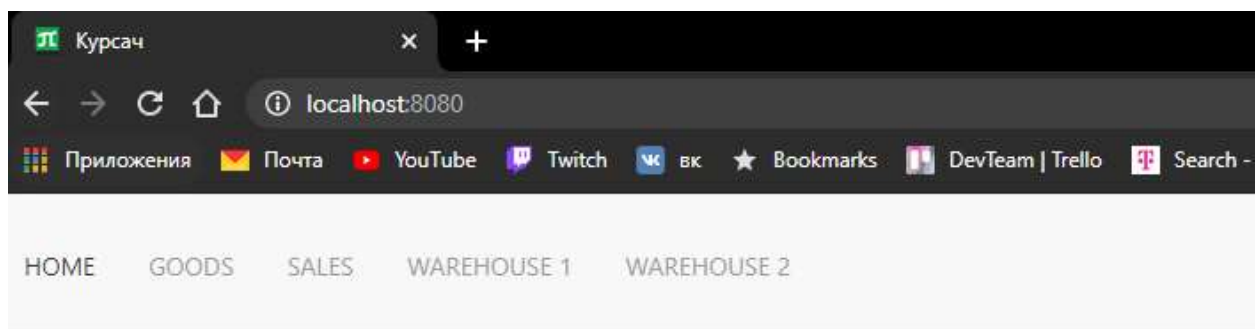 π Курсач
localhost:8080
Приложения Почта YouTube Twitch вк Bookmarks DevTeam | Trello Search -
HOME GOODS SALES WAREHOUSE 1 WAREHOUSE 2